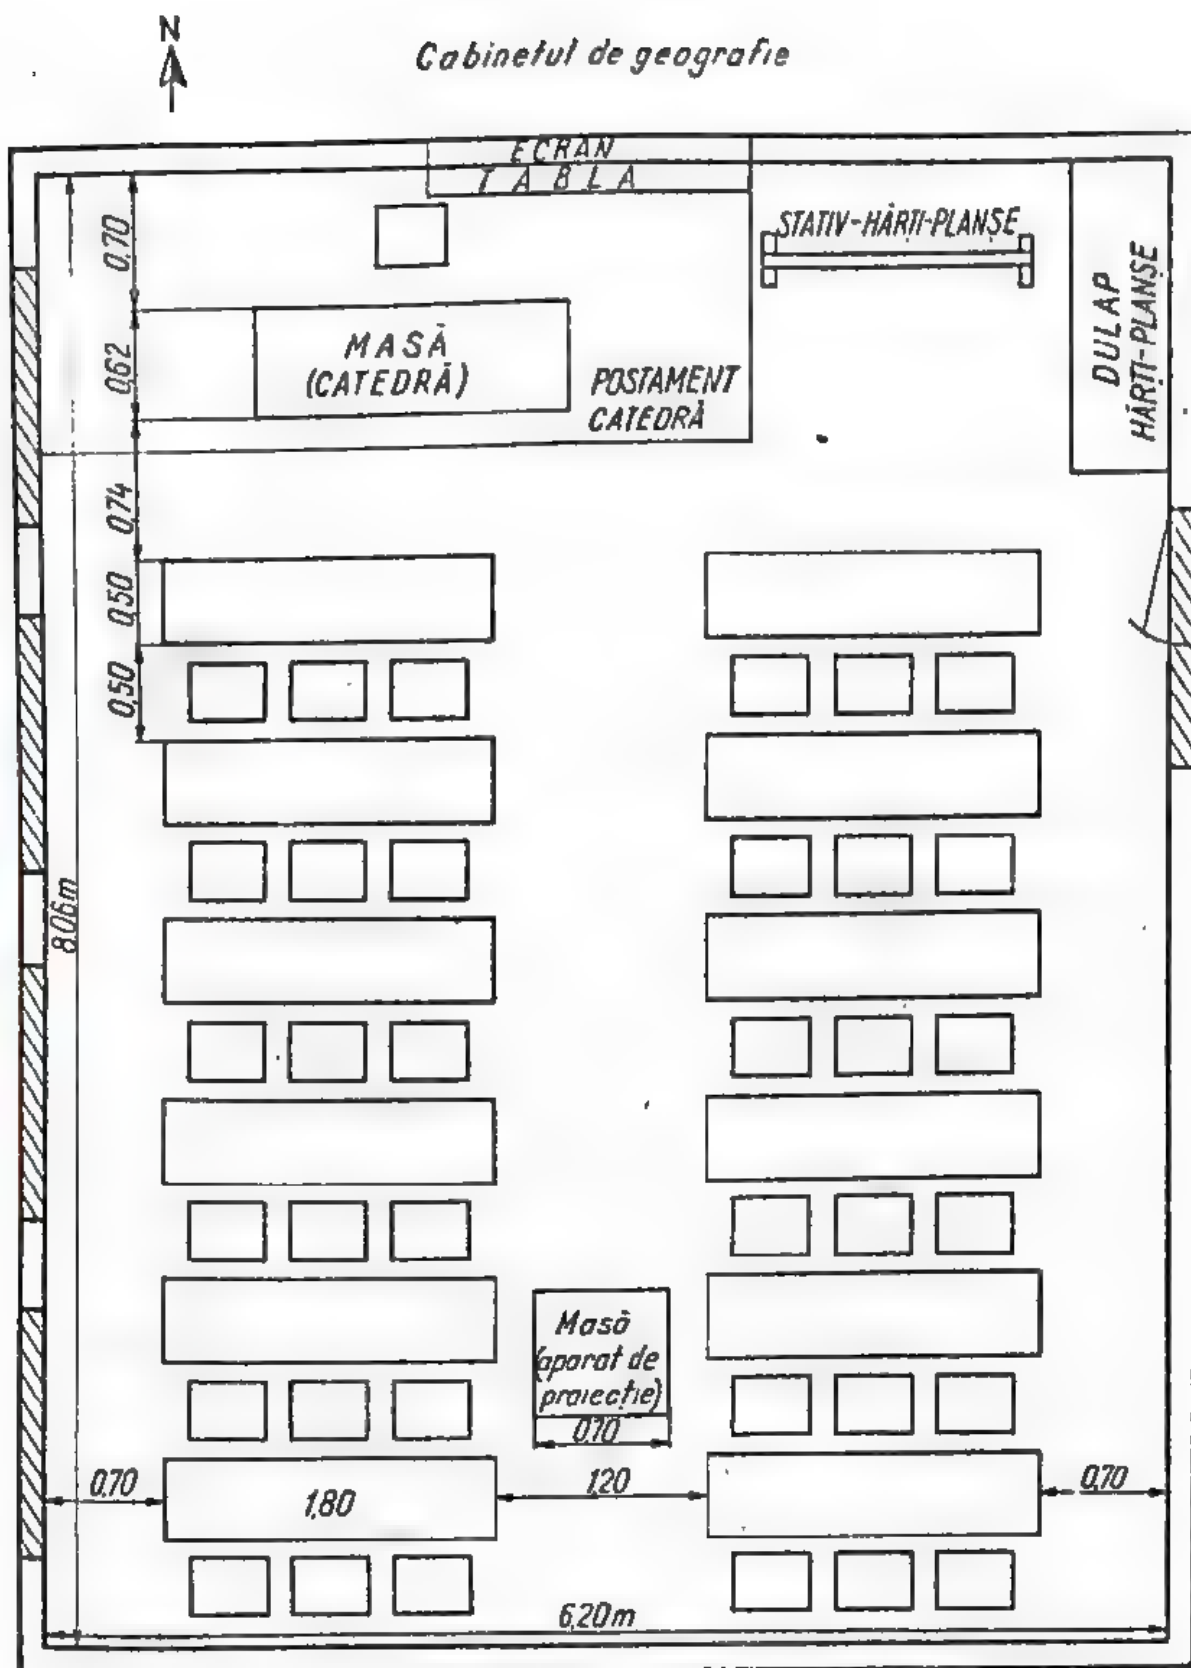 N
Cabinetul de geografie
ECRAN
TABLA
STATIV-HĂRȚI-PLANȘE
DULAP
HĂRȚI-PLANȘE
MASĂ
(CATEDRĂ)
POSTAMENT
CATEDRĂ
0,70
0,62
0,74
0,50
0,50
8.06m
Masă
(aparat de
proiecție)
0,70
0,70
1,80
1,20
0,70
6,20m